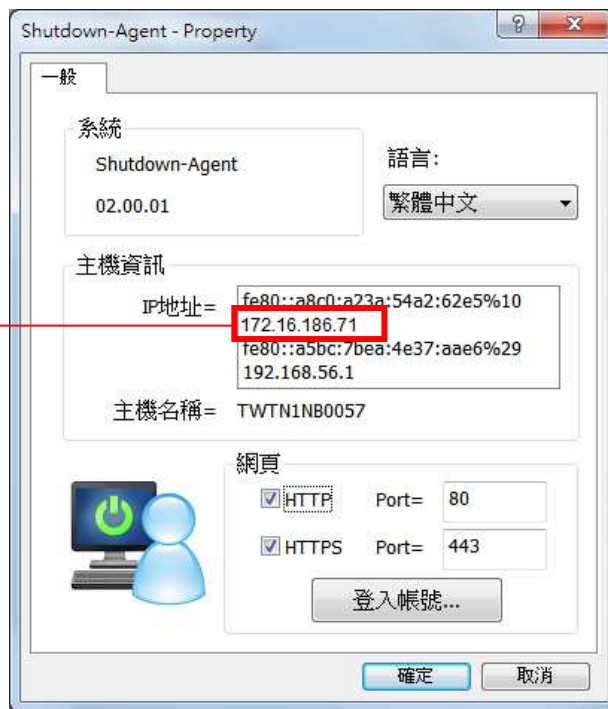 Shutdown-Agent - Property
一般
系統
Shutdown-Agent
02.00.01
語言:
繁體中文
主機資訊
IP地址=
fe80::a8c0:a23a:54a2:62e5%10
172.16.186.71
fe80::a5bc:7bea:4e37:aae6%29
192.168.56.1
主機名稱= TWTN1NB0057
網頁
HTTP Port= 80
HTTPS Port= 443
登入帳號...
確定 取消